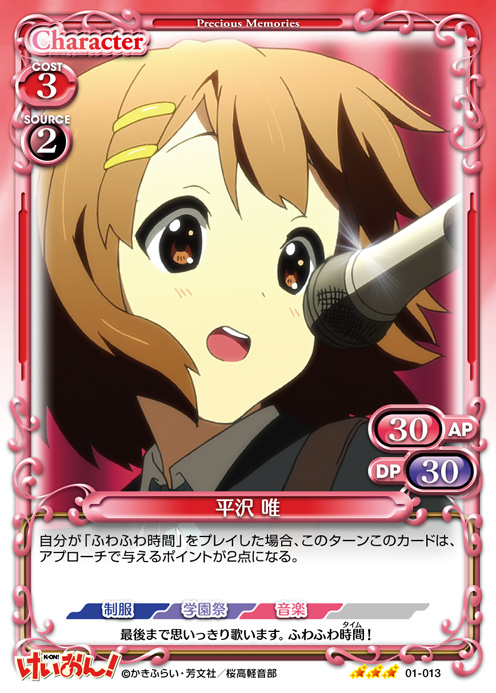 Precious Memories
Character
COST
3
SOURCE
2
30 AP
DP 30
平沢 唯
自分が「ふわふわ時間」をプレイした場合、このターンこのカードは、
アプローチで与えるポイントが2点になる。
制服 学園祭 音楽
タイム
最後まで思いっきり歌います。ふわふわ時間！
K-ON!
けいおん!
©かきふらい・芳文社／桜高軽音部
01-013